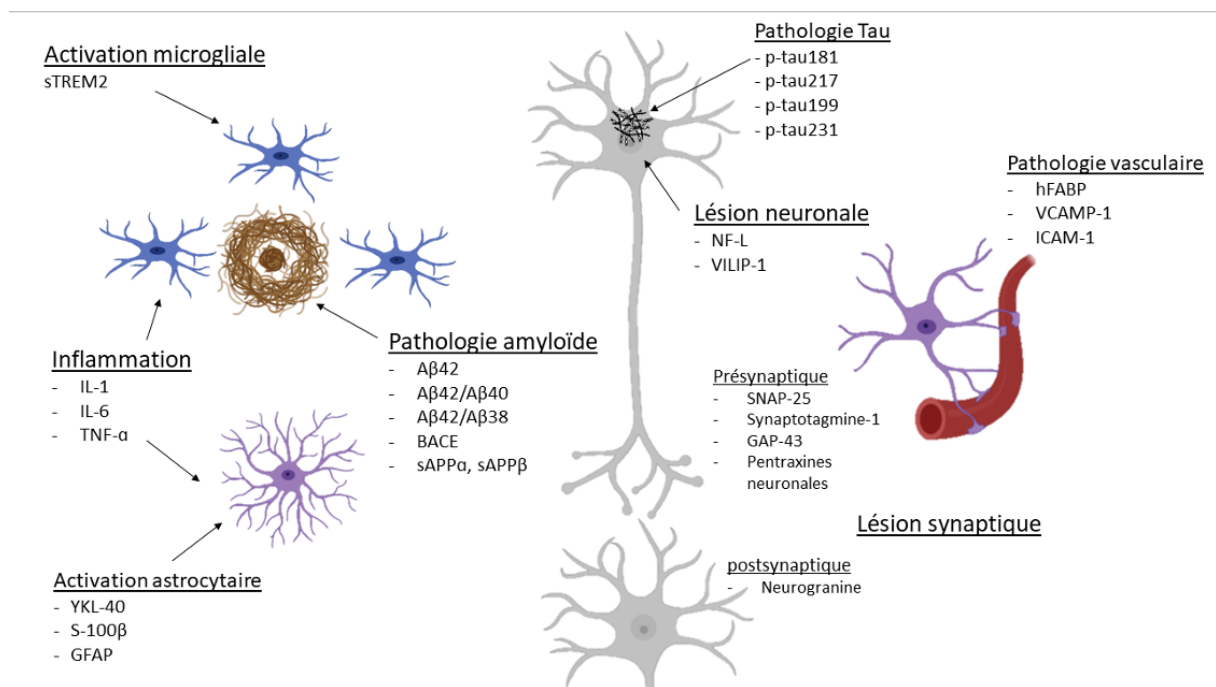 Activation microgliale
sTREM2
Inflammation
- IL-1
- IL-6
- TNF-α
Activation astrocytaire
- YKL-40
- S-100β
- GFAP
Pathologie amyloïde
- Aβ42
- Aβ42/Aβ40
- Aβ42/Aβ38
- BACE
- sAPPα, sAPPβ
Pathologie Tau
- p-tau181
- p-tau217
- p-tau199
- p-tau231
Lésion neuronale
- NF-L
- VILIP-1
Pathologie vasculaire
- hFABP
- VCAMP-1
- ICAM-1
Présynaptique
- SNAP-25
- Synaptotagmine-1
- GAP-43
- Pentraxines
neuronales
Lésion synaptique
postsynaptique
- Neurogranine